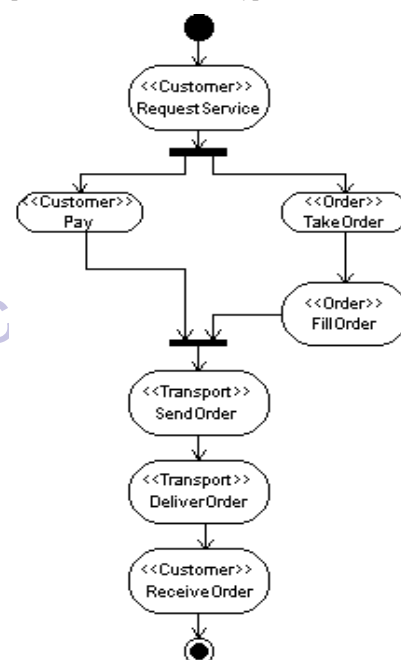 <<Customer>>
RequestService
<<Customer>>
Pay
<<Order>>
TakeOrder
<<Order>>
FillOrder
<<Transport>>
SendOrder
<<Transport>>
DeliverOrder
<<Customer>>
ReceiveOrder